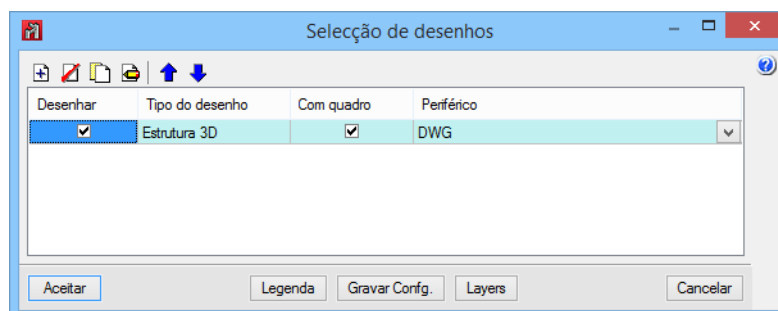 Selecção de desenhos
Desenhar Tipo do desenho Com quadro Periférico
Estrutura 3D DWG
Aceitar Legenda Gravar Confg. Layers Cancelar